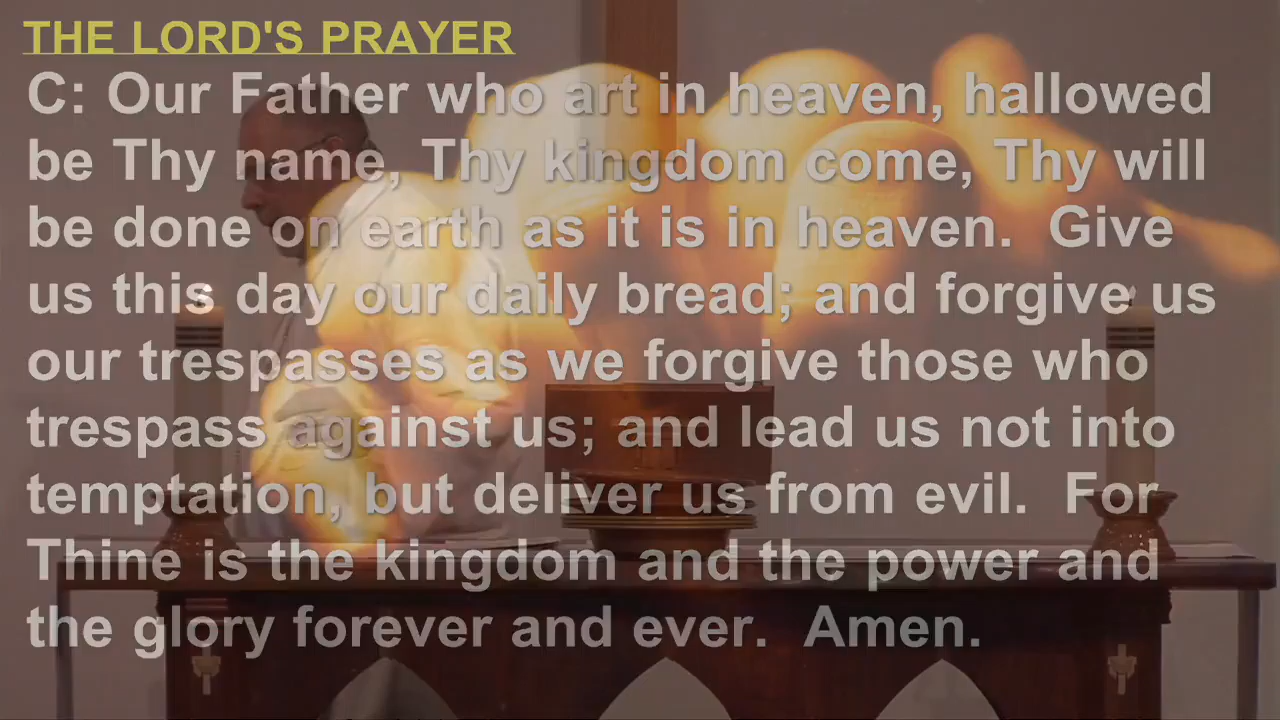 THE LORD'S PRAYER
C: Our Father who art in heaven, hallowed
be Thy name, Thy kingdom come, Thy will
be done on earth as it is in heaven.  Give
us this day our daily bread; and forgive us
our trespasses as we forgive those who
trespass against us; and lead us not into
temptation, but deliver us from evil.  For
Thine is the kingdom and the power and
the glory forever and ever.  Amen.